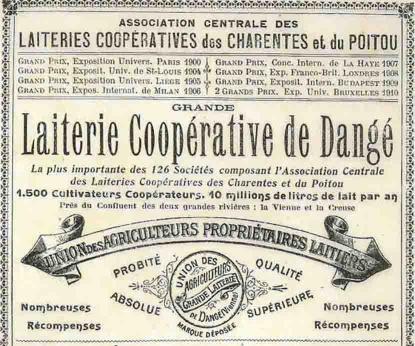 ASSOCIATION CENTRALE DES
LAITERIES COOPÉRATIVES des CHARENTES et du POITOU
GRAND PRIX, Exposition Univers. PARIS 1900
GRAND PRIX, Exposit. Univ. de St-LOUIS 1904
GRAND PRIX, Exposition Univers. LIEGE 1905
GRAND PRIX, Expos. Internat. de MILAN 1906
GRAND PRIX, Conc. Intern. de LA HAYE 1907
GRAND PRIX, Exp. Franco-Brit. LONDRES 1908
GRAND PRIX, Exposit. Intern. BUDAPEST 1909
2 GRANDS PRIX, Exp. Univ. BRUXELLES 1910
GRANDE
Laiterie Coopérative de Dangé
La plus importante des 126 Sociétés composant l'Association Centrale
des Laiteries Coopératives des Charentes et du Poitou
1.500 Cultivateurs Coopérateurs, 10 millions de litres de lait par an
Près du Confluent des deux grandes rivières : la Vienne et la Creuse
UNION DES AGRICULTEURS PROPRIÉTAIRES LAITIERS
PROBITÉ
ABSOLUE
QUALITÉ
SUPÉRIEURE
UNION DES
AGRICULTEURS
GRANDE LAITERIE
DE DANGÉ (Vienne)
MARQUE DÉPOSÉE
Nombreuses
Récompenses
Nombreuses
Récompenses